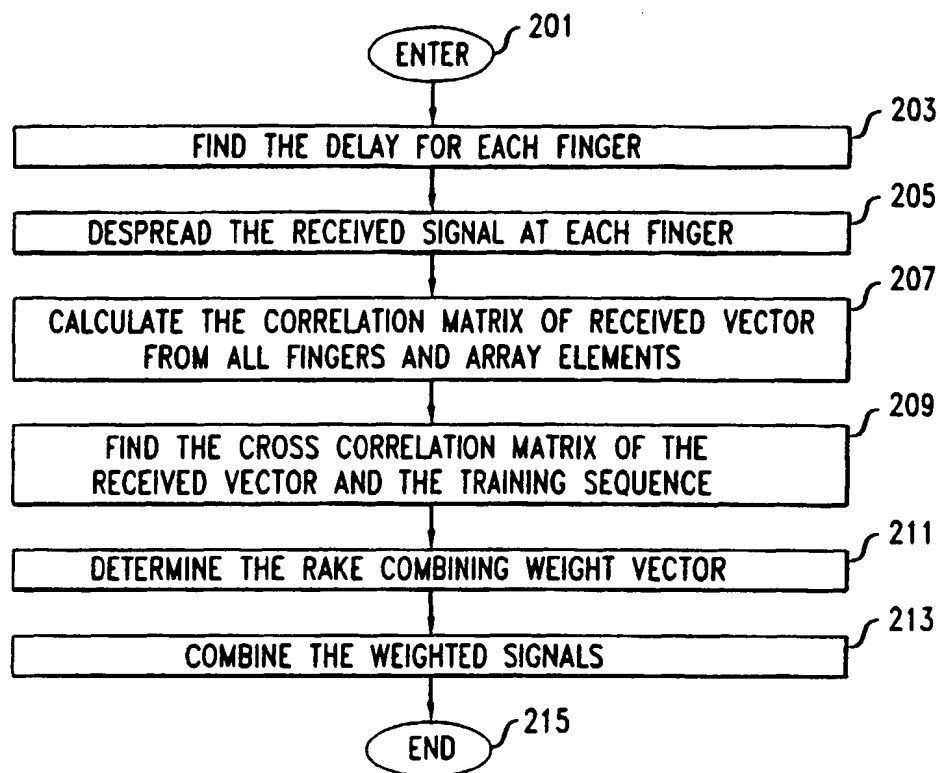 201
ENTER
203
FIND THE DELAY FOR EACH FINGER
205
DESPREAD THE RECEIVED SIGNAL AT EACH FINGER
207
CALCULATE THE CORRELATION MATRIX OF RECEIVED VECTOR
FROM ALL FINGERS AND ARRAY ELEMENTS
209
FIND THE CROSS CORRELATION MATRIX OF THE
RECEIVED VECTOR AND THE TRAINING SEQUENCE
211
DETERMINE THE RAKE COMBINING WEIGHT VECTOR
213
COMBINE THE WEIGHTED SIGNALS
215
END